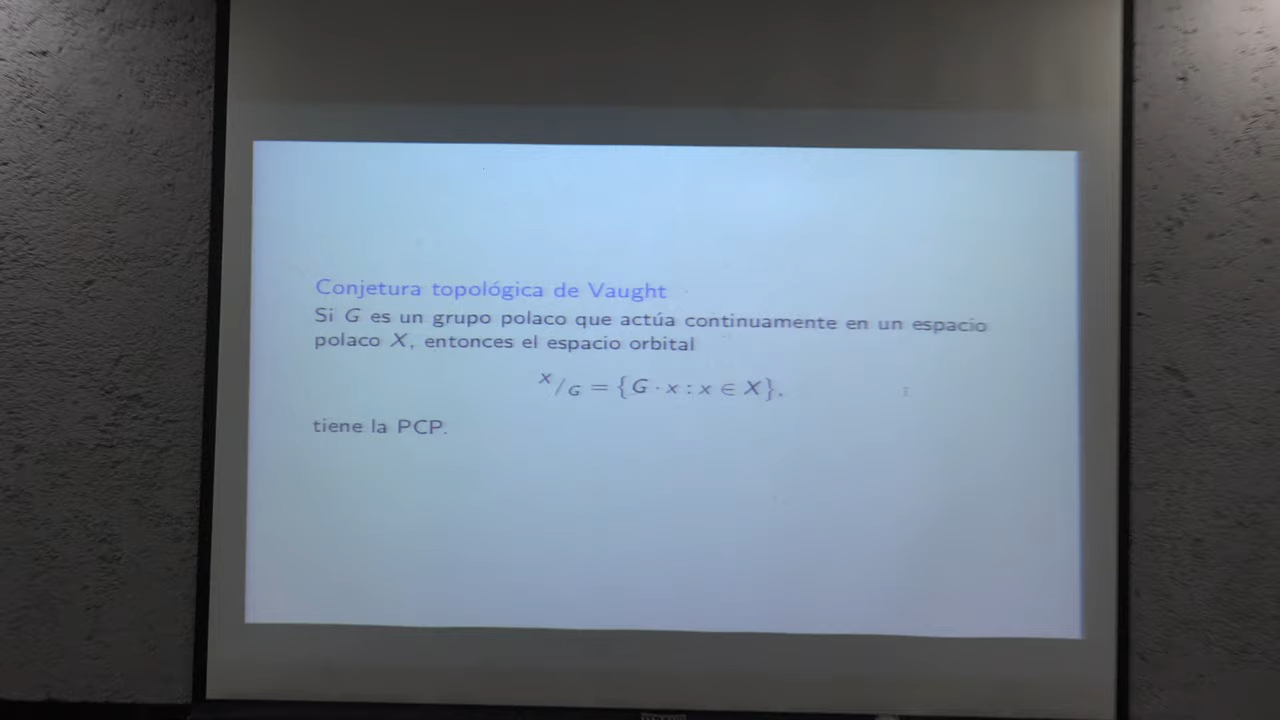 Conjetura topológica de Vaught
Si G es un grupo polaco que actúa continuamente en un espacio
polaco X, entonces el espacio orbital
X/G = {G · x : x ∈ X},
tiene la PCP.